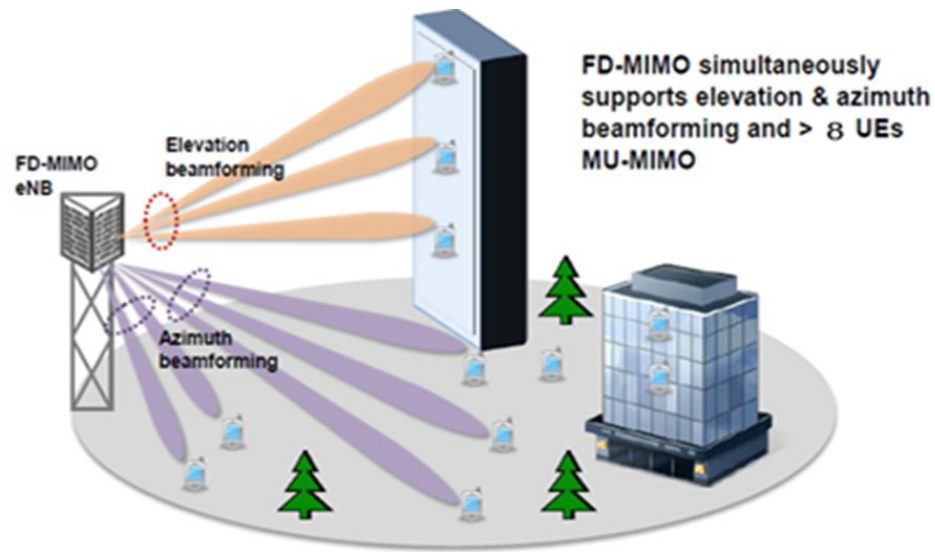 FD-MIMO simultaneously
supports elevation & azimuth
beamforming and > 8 UEs
MU-MIMO
Elevation
beamforming
FD-MIMO
eNB
Azimuth
beamforming